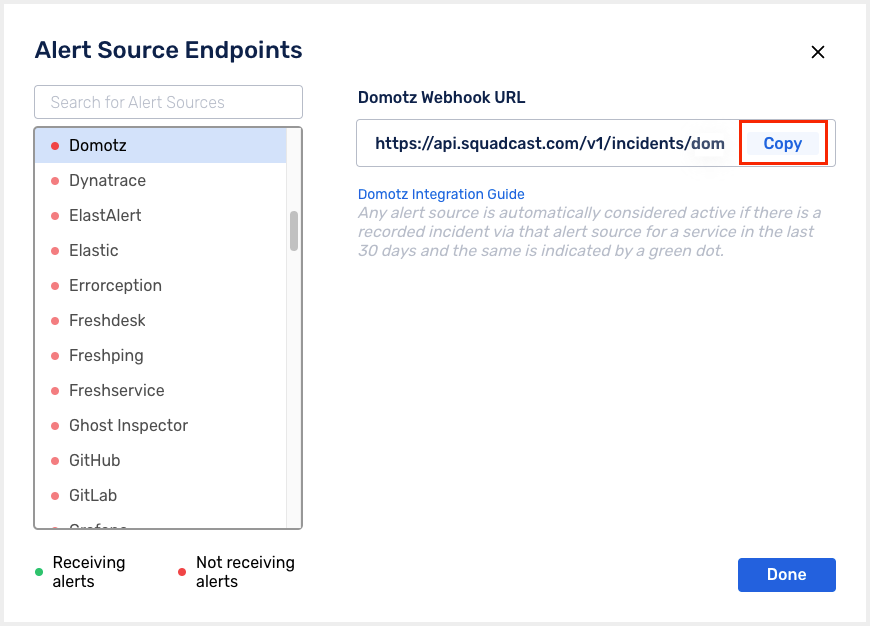 Alert Source Endpoints
Search for Alert Sources
Domotz
Dynatrace
ElastAlert
Elastic
Errorception
Freshdesk
Freshping
Freshservice
Ghost Inspector
GitHub
GitLab
Receiving
alerts
Not receiving
alerts
Domotz Webhook URL
https://api.squadcast.com/v1/incidents/dom
Copy
Domotz Integration Guide
Any alert source is automatically considered active if there is a
recorded incident via that alert source for a service in the last
30 days and the same is indicated by a green dot.
Done